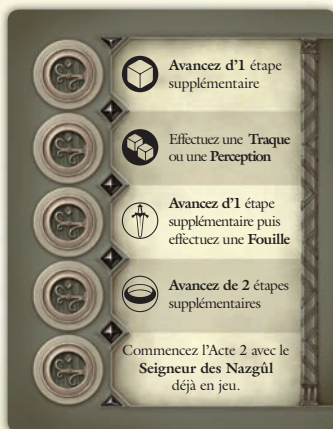 Avancez d'1 étape
supplémentaire
Effectuez une Traque
ou une Perception
Avancez d'1 étape
supplémentaire puis
effectuez une Fouille
Avancez de 2 étapes
supplémentaires
Commencez l'Acte 2 avec le
Seigneur des Nazgûl
déjà en jeu.